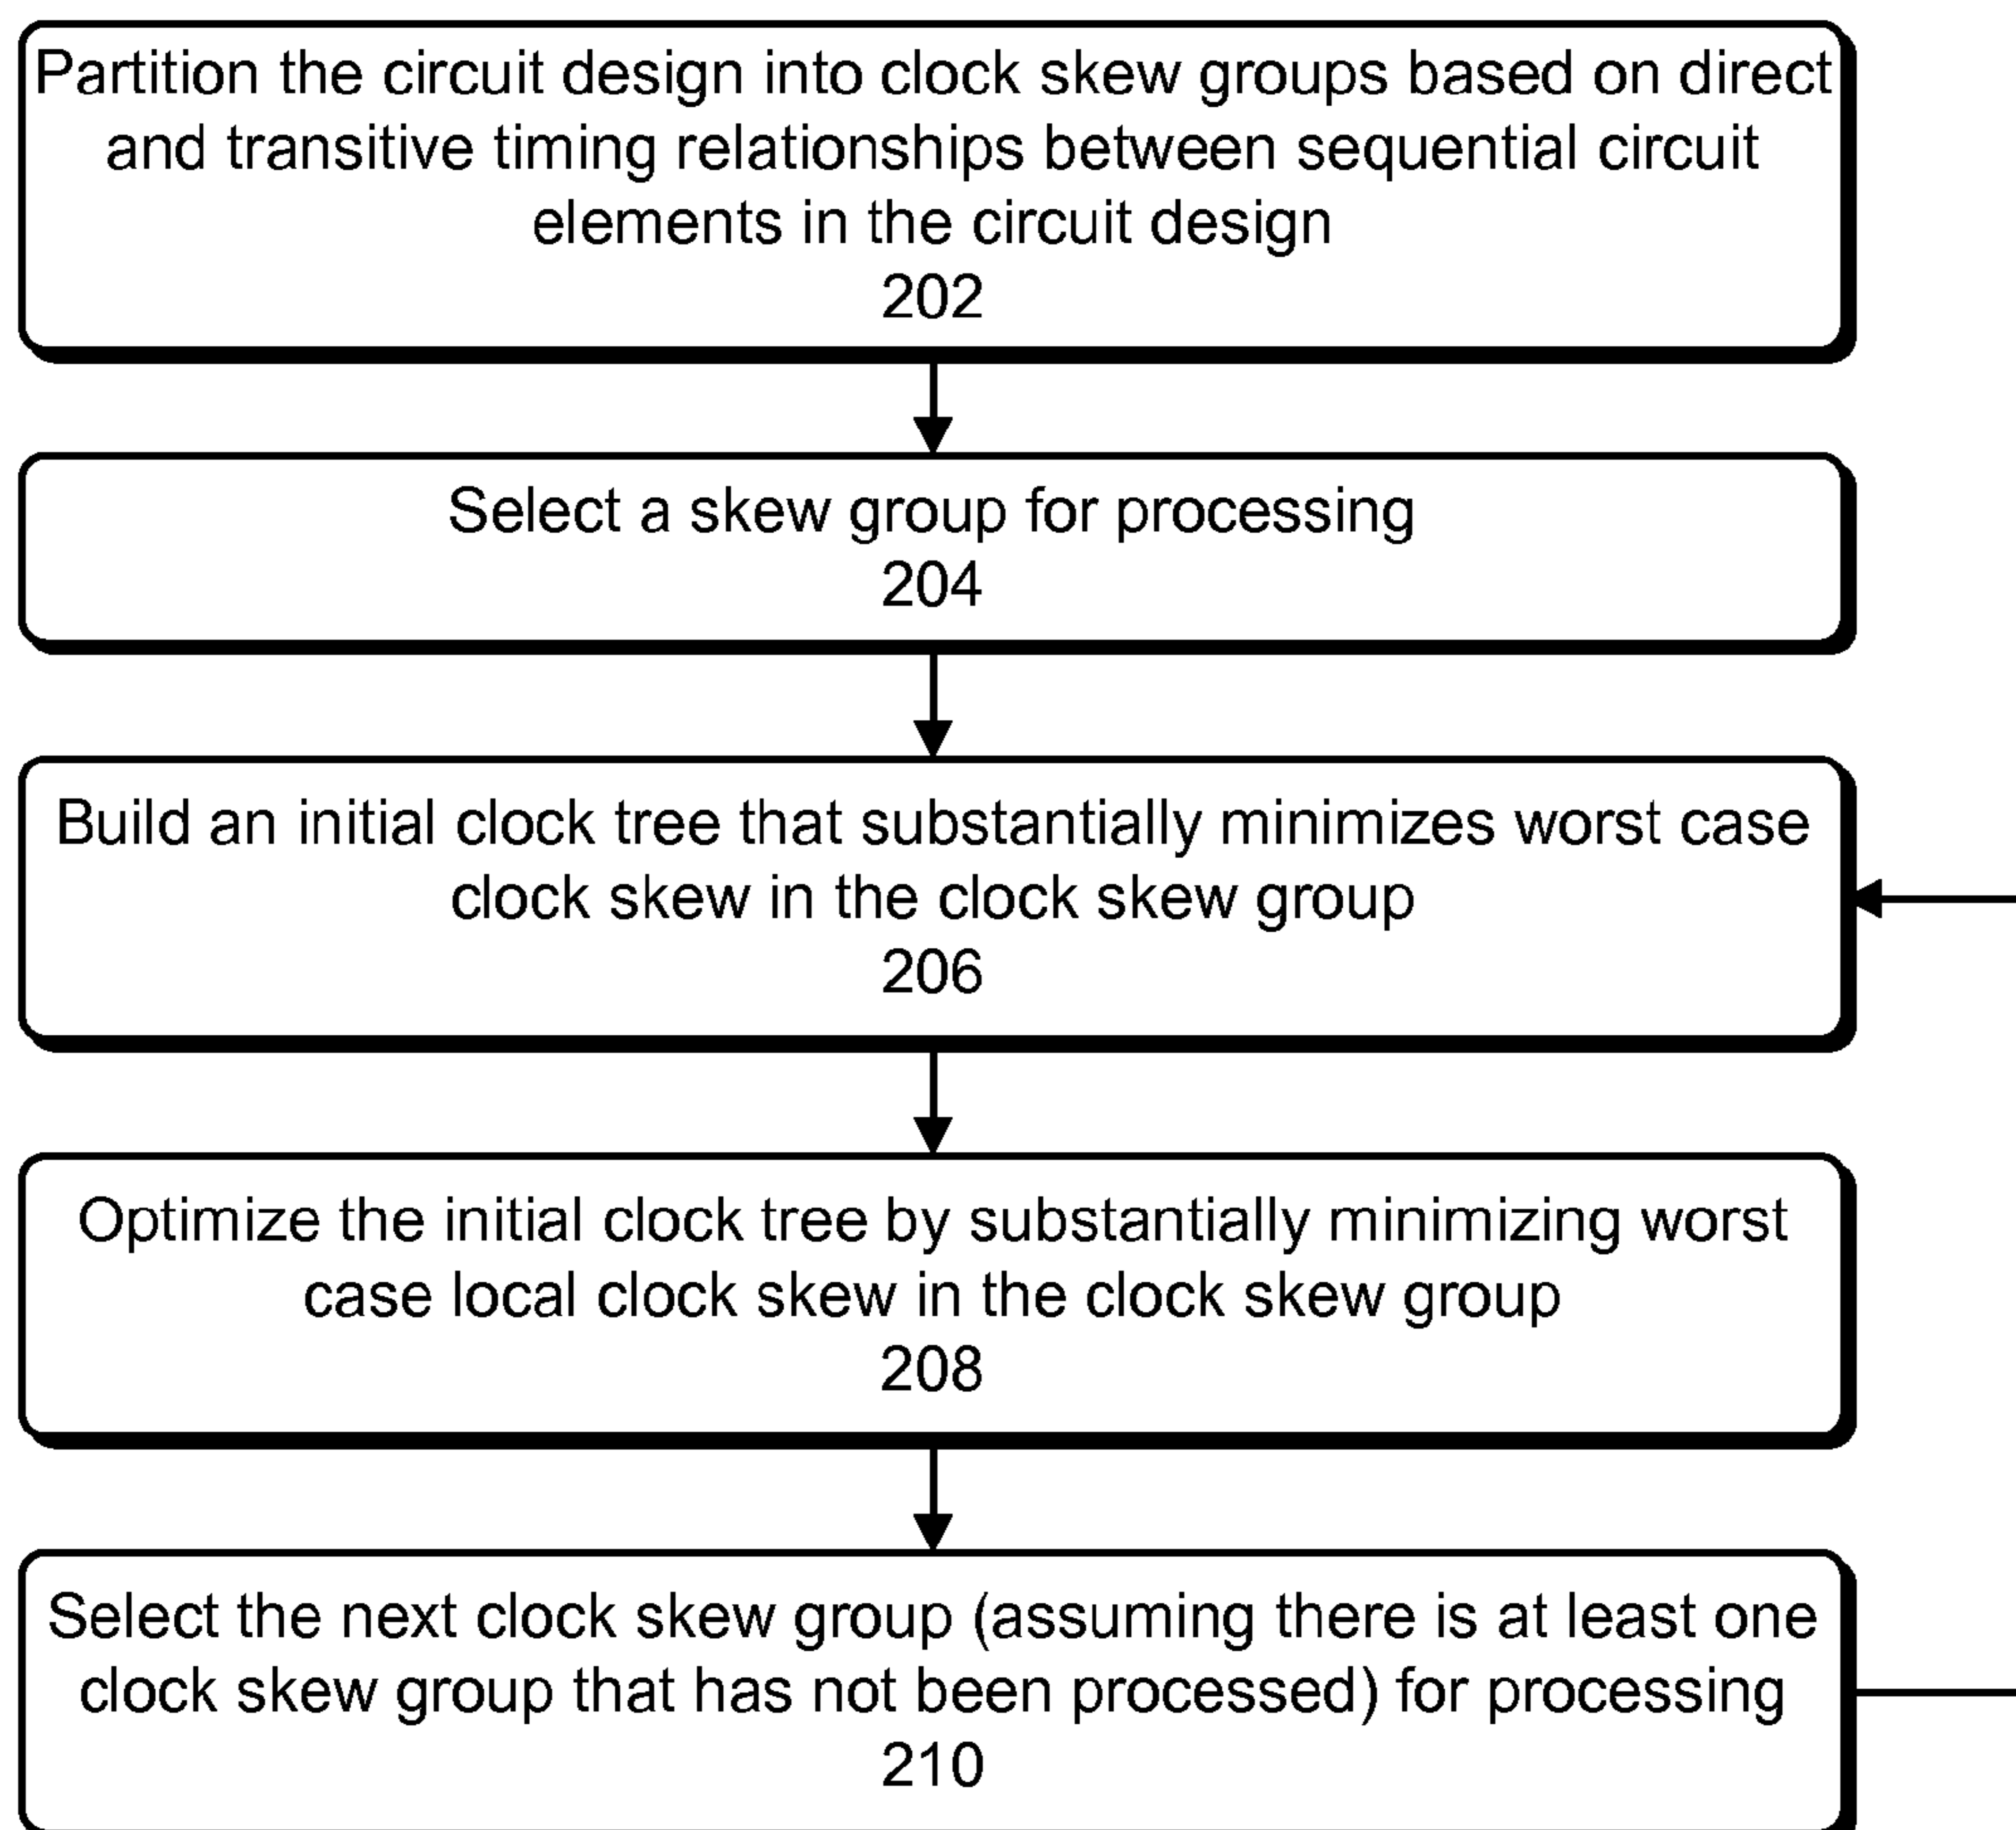 Partition the circuit design into clock skew groups based on direct
and transitive timing relationships between sequential circuit
elements in the circuit design
202
Select a skew group for processing
204
Build an initial clock tree that substantially minimizes worst case
clock skew in the clock skew group
206
Optimize the initial clock tree by substantially minimizing worst
case local clock skew in the clock skew group
208
Select the next clock skew group (assuming there is at least one
clock skew group that has not been processed) for processing
210